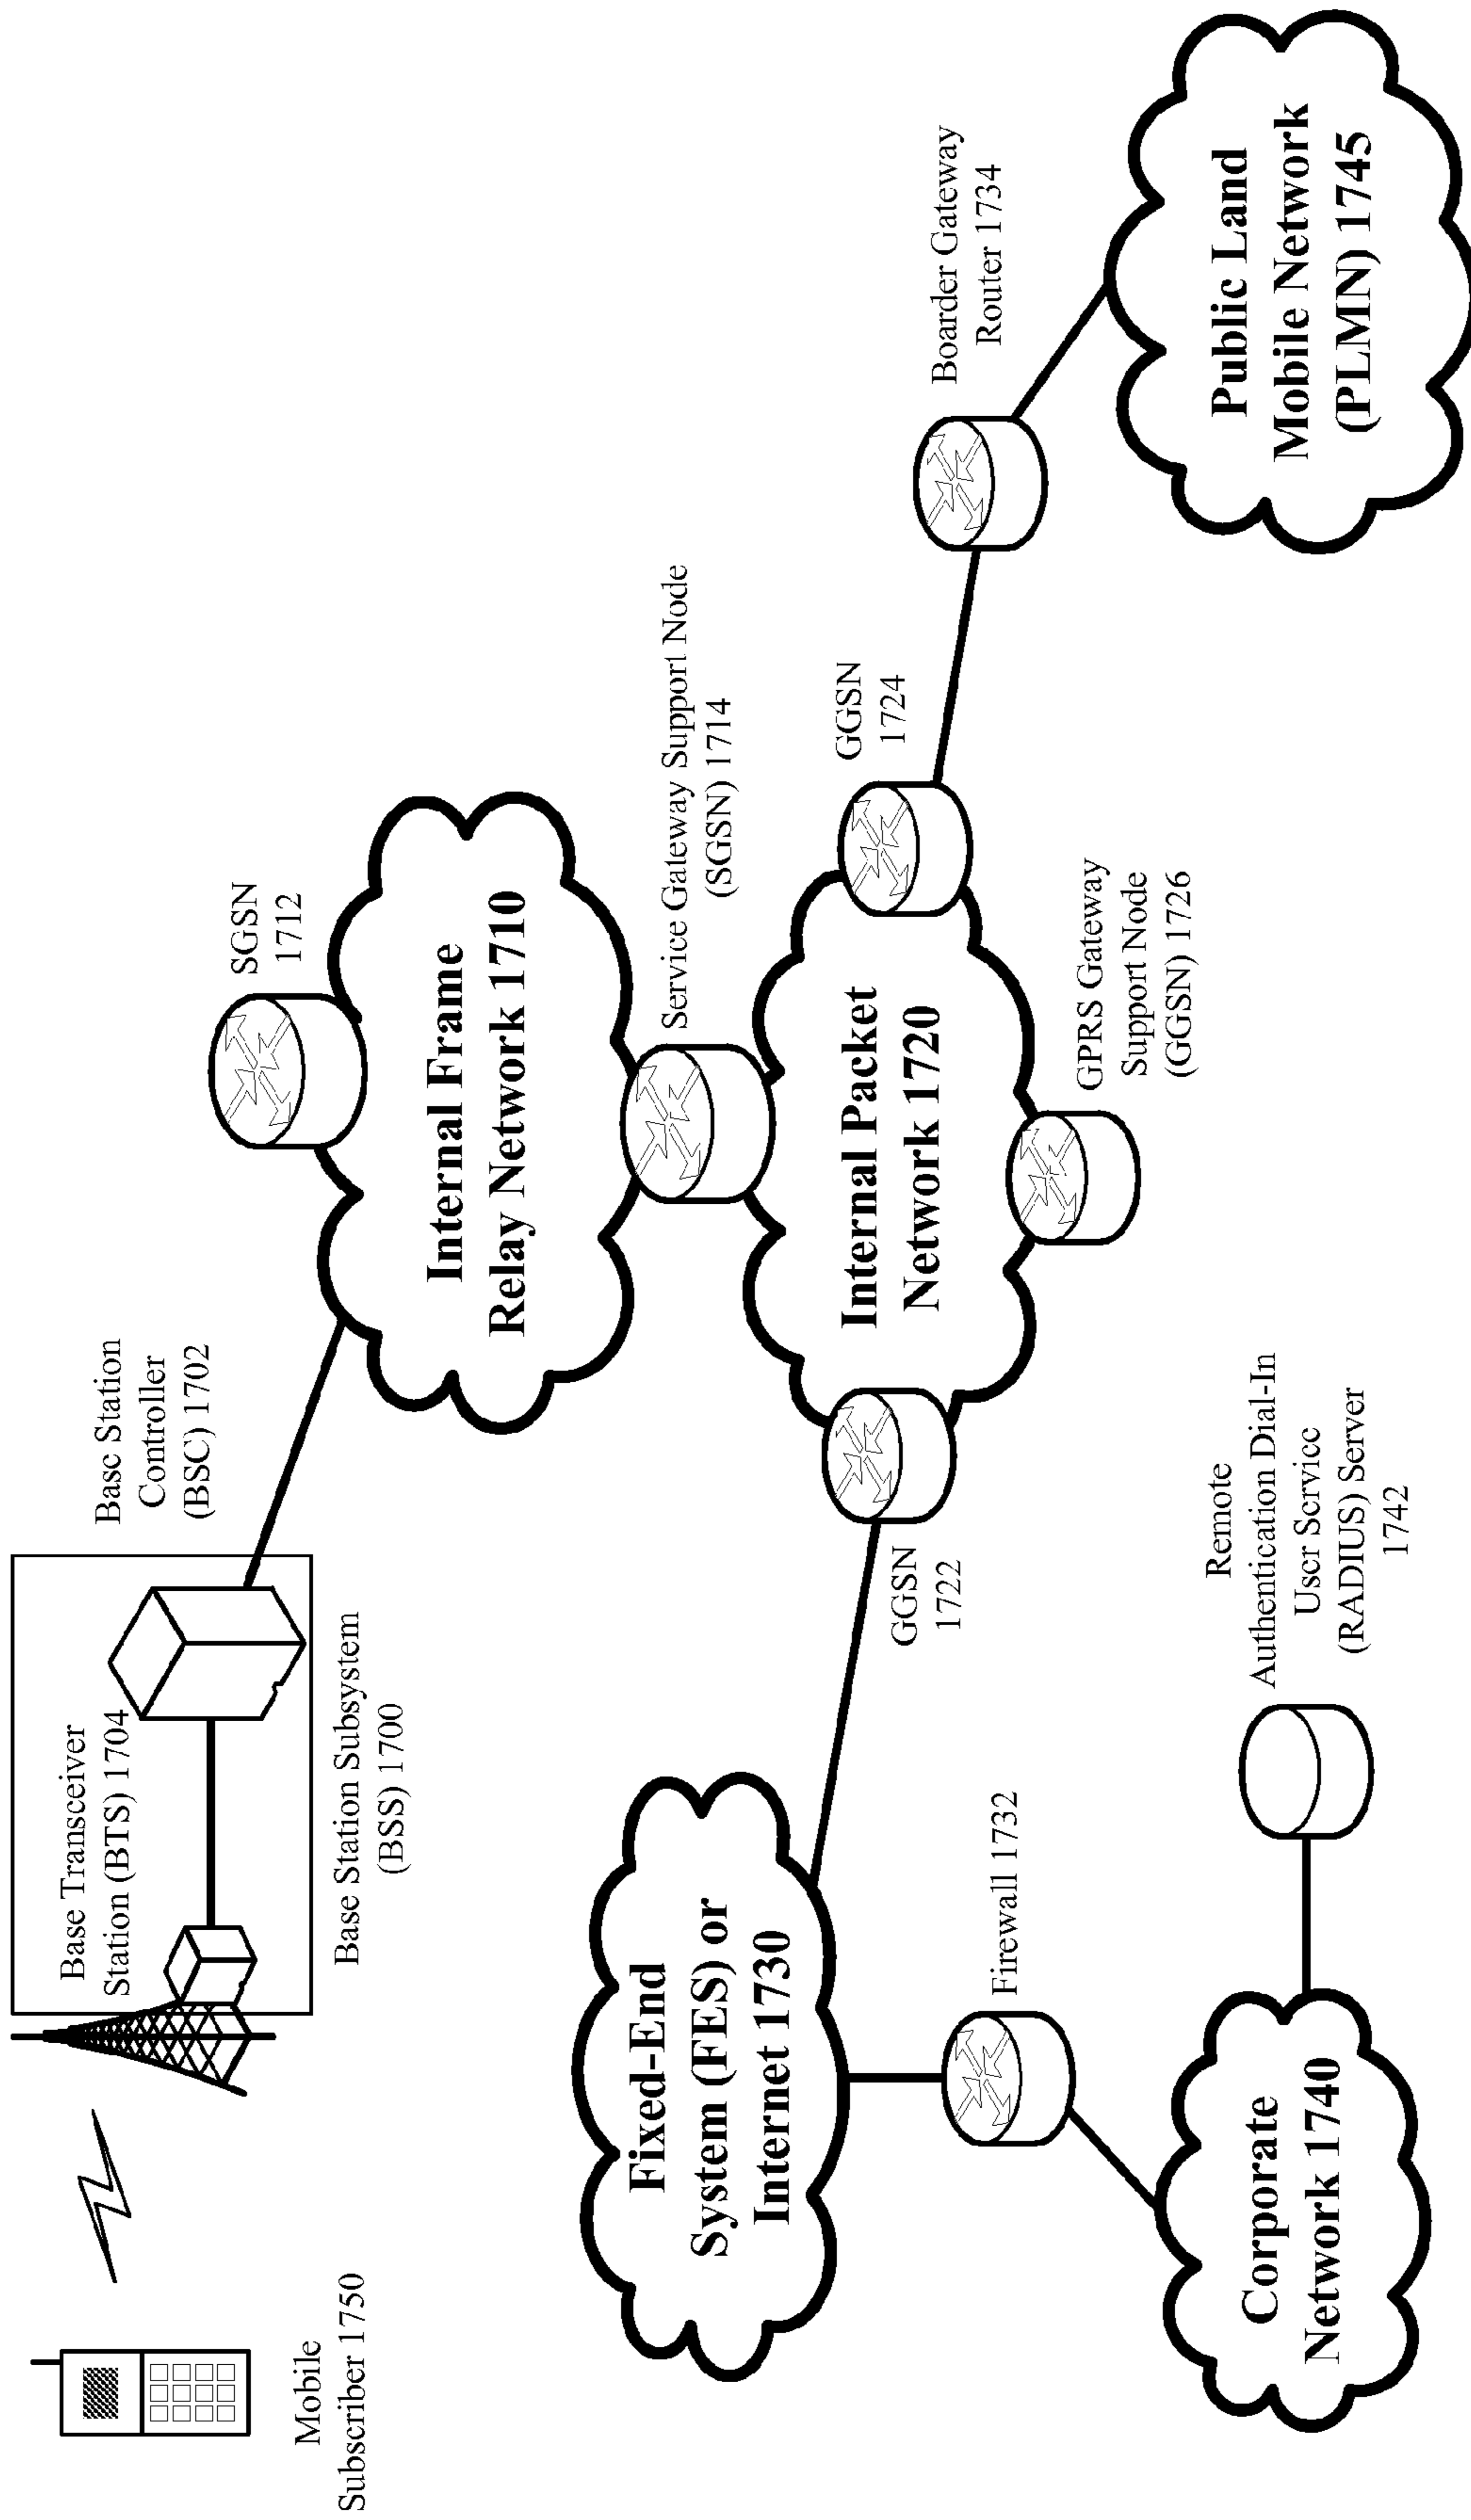 Mobile
Subscriber 1750
Base Transceiver
Station (BTS) 1704
Base Station Subsystem
(BSS) 1700
Base Station
Controller
(BSC) 1702
SGSN
1712
Internal Frame
Relay Network 1710
Service Gateway Support Node
(SGSN) 1714
Fixed-End
System (FES) or
Internet 1730
GGSN
1722
Internal Packet
Network 1720
GGSN
1724
GPRS Gateway
Support Node
(GGSN) 1726
Boarder Gateway
Router 1734
Firewall 1732
Corporate
Network 1740
Remote
Authentication Dial-In
User Service
(RADIUS) Server
1742
Public Land
Mobile Network
(PLMN) 1745